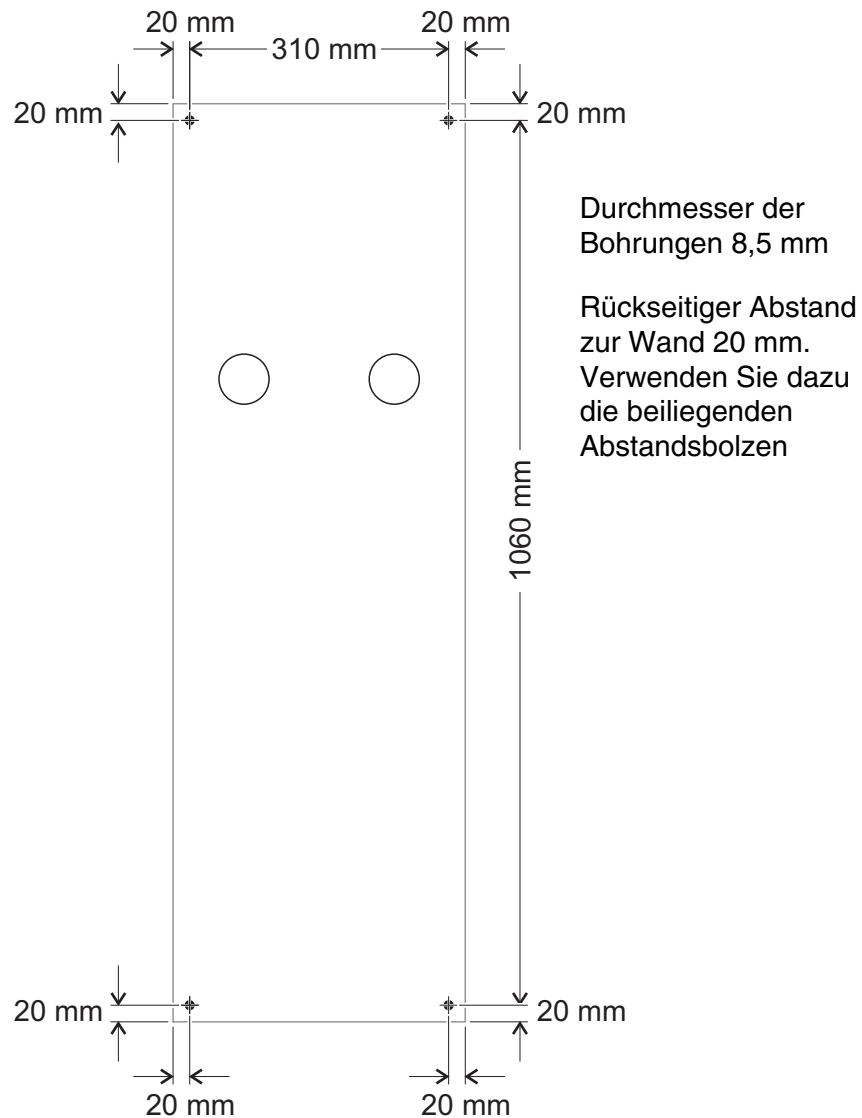 20 mm
20 mm
310 mm
20 mm
20 mm
Durchmesser der
Bohrungen 8,5 mm
Rückseitiger Abstand
zur Wand 20 mm.
Verwenden Sie dazu
die beiliegenden
Abstandsbolzen
1060 mm
20 mm
20 mm
20 mm
20 mm